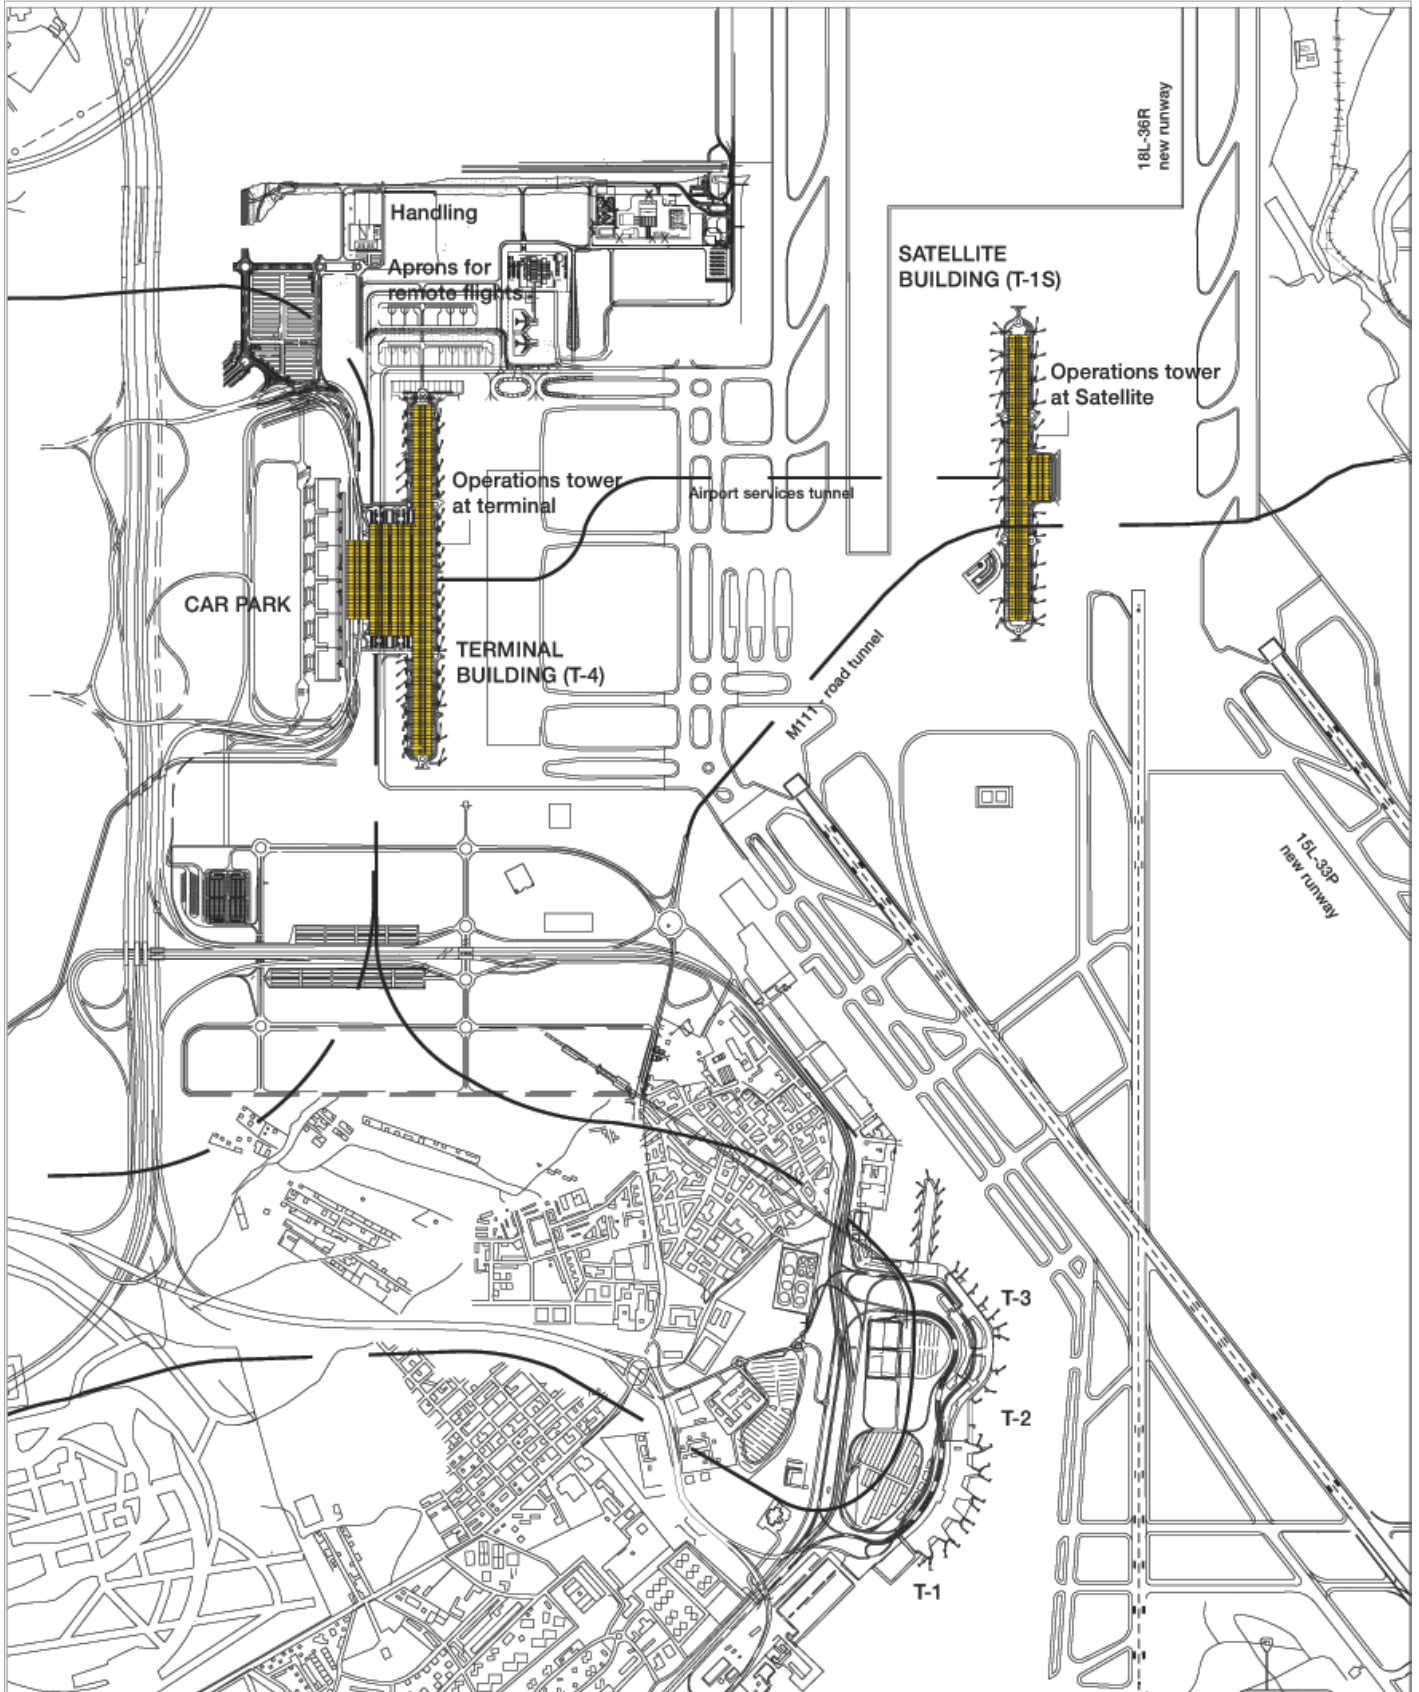 18L-36R
new runway
Handling
SATELLITE
BUILDING (T-1S)
Aprons for
remote flights
Operations tower
at Satellite
Operations tower
at terminal
Airport services tunnel
CAR PARK
TERMINAL
BUILDING (T-4)
M111 - road tunnel
15L-33P
new runway
T-3
T-2
T-1